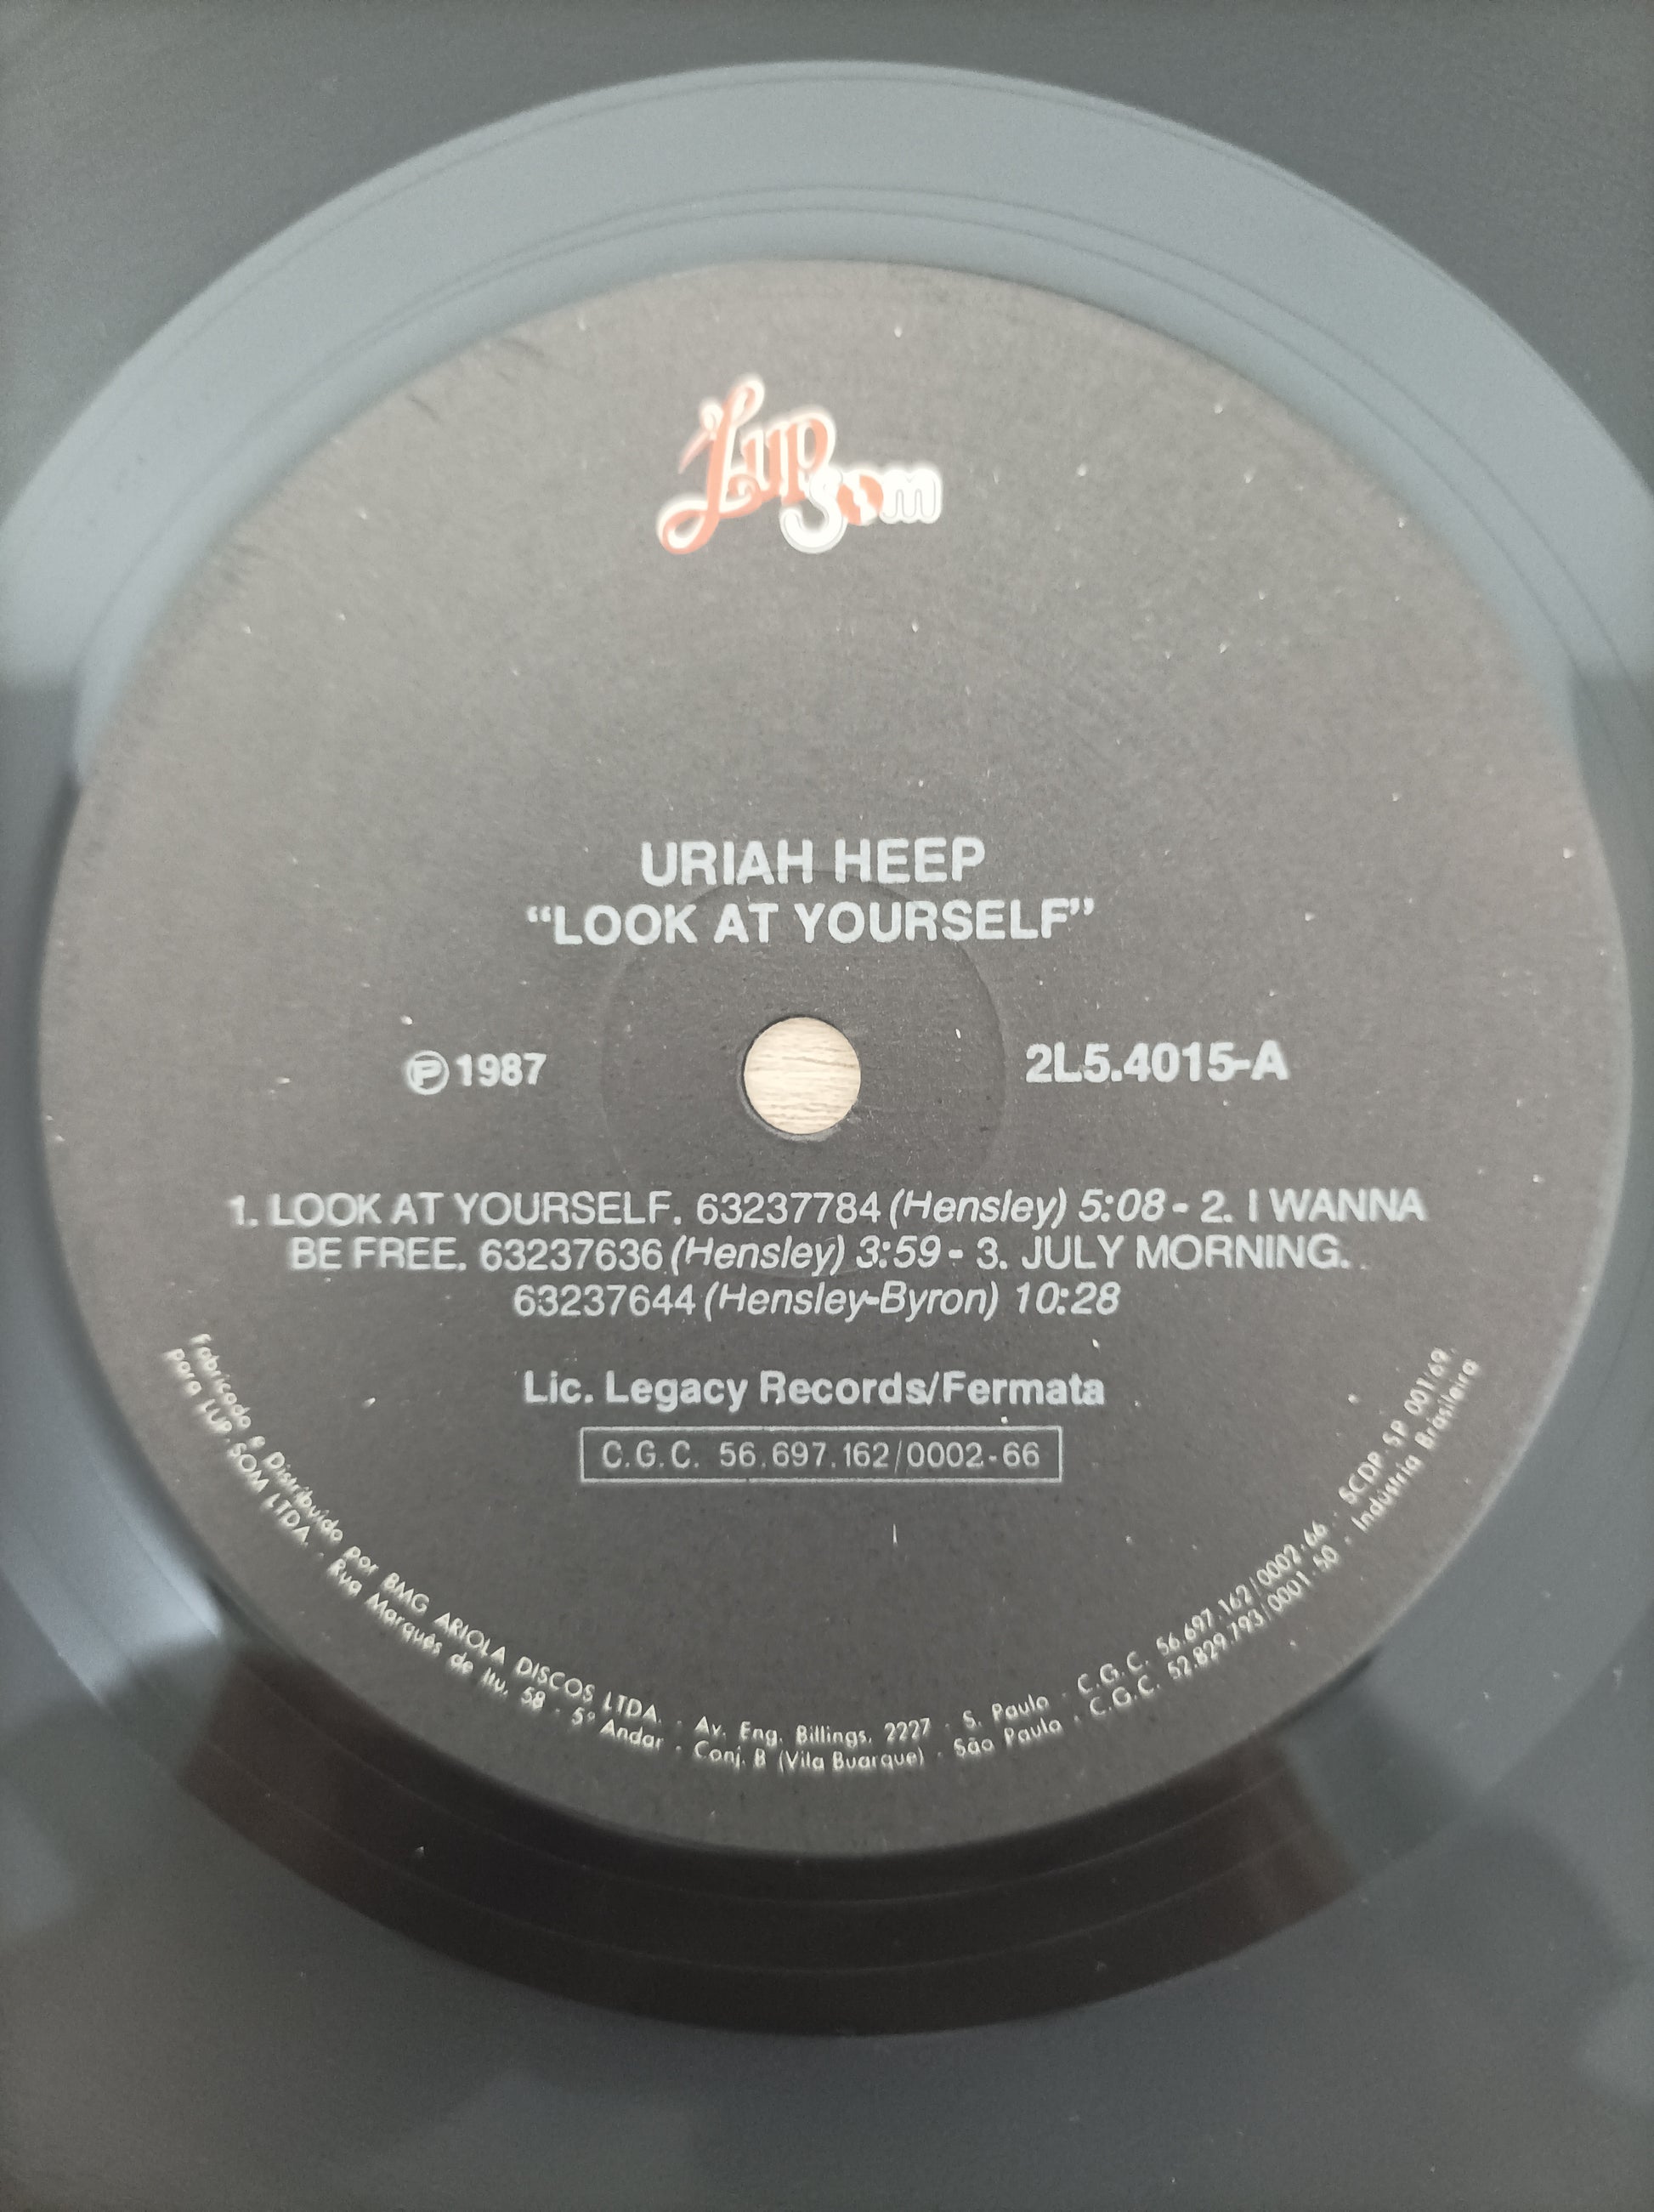 Lup Som
URIAH HEEP
“LOOK AT YOURSELF”
Ⓟ 1987
2L5.4015-A
1. LOOK AT YOURSELF. 63237784 (Hensley) 5:08 - 2. I WANNA
BE FREE. 63237636 (Hensley) 3:59 - 3. JULY MORNING.
63237644 (Hensley-Byron) 10:28
Lic. Legacy Records/Fermata
C.G.C. 56.697.162/0002-66
Fabricado e Distribuído por BMG ARIOLA DISCOS LTDA. - Av. Eng. Billings, 2227 - S. Paulo - C.G.C. 56.697.162/0002-66 - SCDP-SP 001/69.
para LUP-SOM LTDA. - Rua Marquês de Itu, 58 - 5º Andar - Conj. B (Vila Buarque) - São Paulo - C.G.C. 52.829.793/0001-50 - Indústria Brasileira